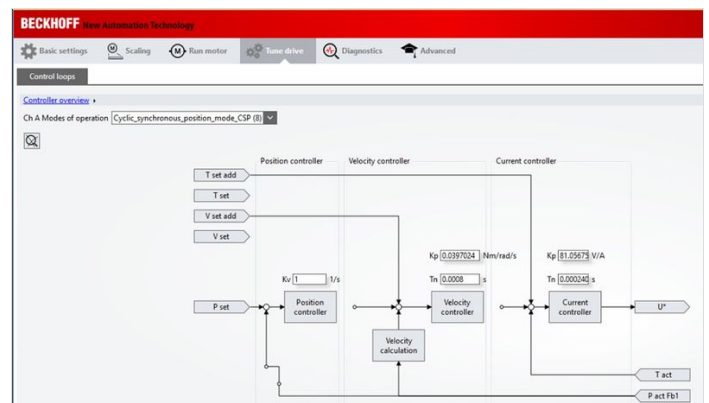 BECKHOFF New Automation Technology
Basic settings Scaling Run motor Tune drive Diagnostics Advanced
Control loops
Controller overview
Ch A Modes of operation Cyclic_synchronous_position_mode_CSP (8)
Position controller Velocity controller Current controller
T set add
T set
V set add
V set
Kp 0.0397024 Nm/rad/s Kp 81.05675 V/A
Kv 1 1/s Tn 0.0008 s Tn 0.000240 s
P set Position controller Velocity controller Current controller U*
Velocity calculation
T act
P act Fb1